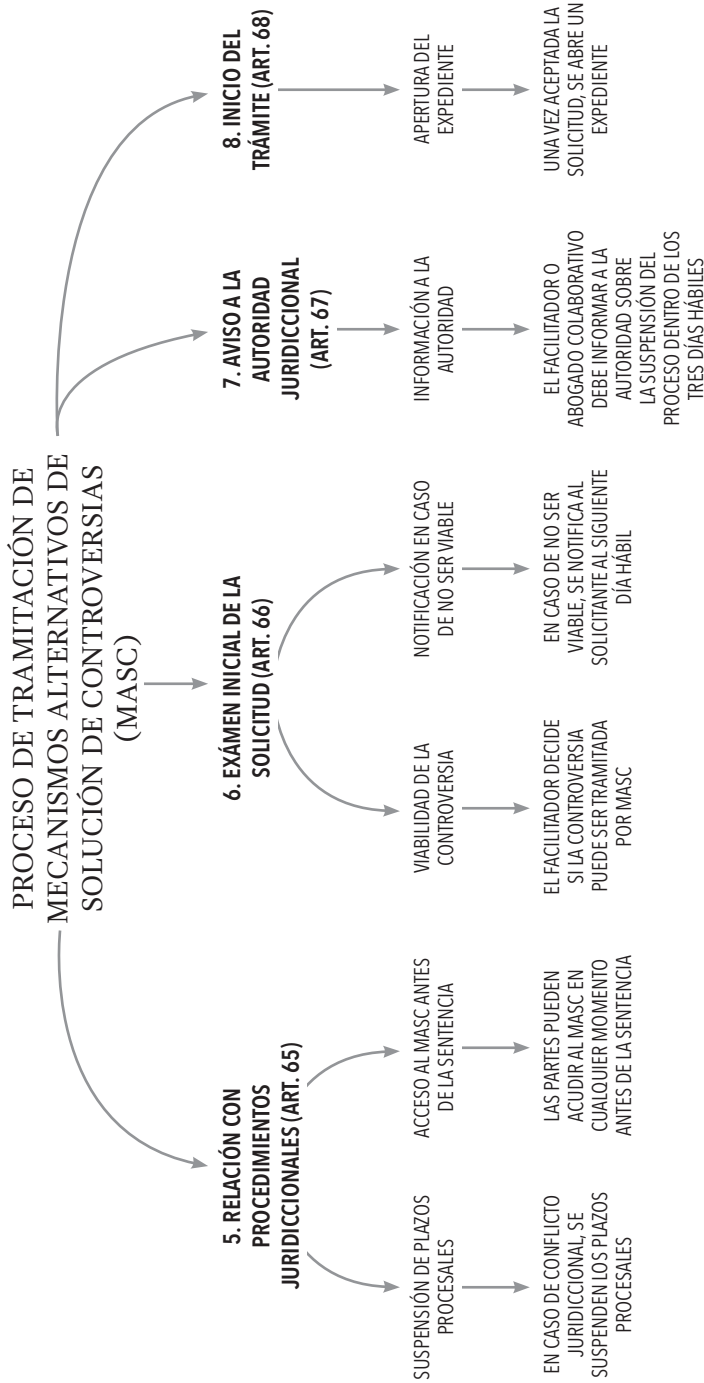 PROCESO DE TRAMITACIÓN DE
MECANISMOS ALTERNATIVOS DE
SOLUCIÓN DE CONTROVERSIAS
(MASC)
5. RELACIÓN CON
PROCEDIMIENTOS
JURIDICCIONALES (ART. 65)
SUSPENSIÓN DE PLAZOS
PROCESALES
EN CASO DE CONFLICTO
JURIDICCIONAL, SE
SUSPENDEN LOS PLAZOS
PROCESALES
ACCESO AL MASC ANTES
DE LA SENTENCIA
LAS PARTES PUEDEN
ACUDIR AL MASC EN
CUALQUIER MOMENTO
ANTES DE LA SENTENCIA
6. EXÁMEN INICIAL DE LA
SOLICITUD (ART. 66)
VIABILIDAD DE LA
CONTROVERSIA
EL FACILITADOR DECIDE
SI LA CONTROVERSIA
PUEDE SER TRAMITADA
POR MASC
NOTIFICACIÓN EN CASO
DE NO SER VIABLE
EN CASO DE NO SER
VIABLE, SE NOTIFICA AL
SOLICITANTE AL SIGUIENTE
DÍA HÁBIL
7. AVISO A LA
AUTORIDAD
JURIDICCIONAL
(ART. 67)
INFORMACIÓN A LA
AUTORIDAD
EL FACILITADOR O
ABOGADO COLABORATIVO
DEBE INFORMAR A LA
AUTORIDAD SOBRE
LA SUSPENSIÓN DEL
PROCESO DENTRO DE LOS
TRES DÍAS HÁBILES
8. INICIO DEL
TRÁMITE (ART. 68)
APERTURA DEL
EXPEDIENTE
UNA VEZ ACEPTADA LA
SOLICITUD, SE ABRE UN
EXPEDIENTE